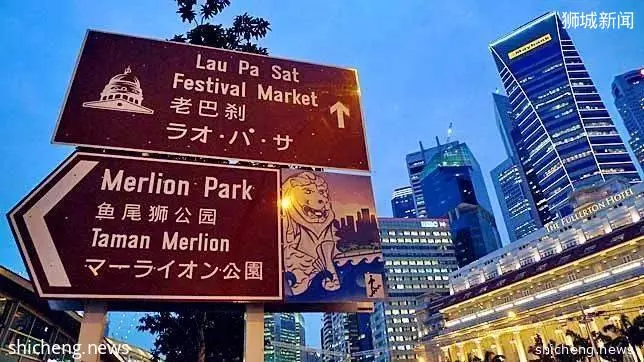 狮城新闻
Maybank
Lau Pa Sat
Festival Market
老巴刹
ラオ・パ・サ
Merlion Park
鱼尾狮公园
Taman Merlion
マーライオン公園
HSBC
THE FULLERTON HOTEL
shicheng.news
shicheng.news